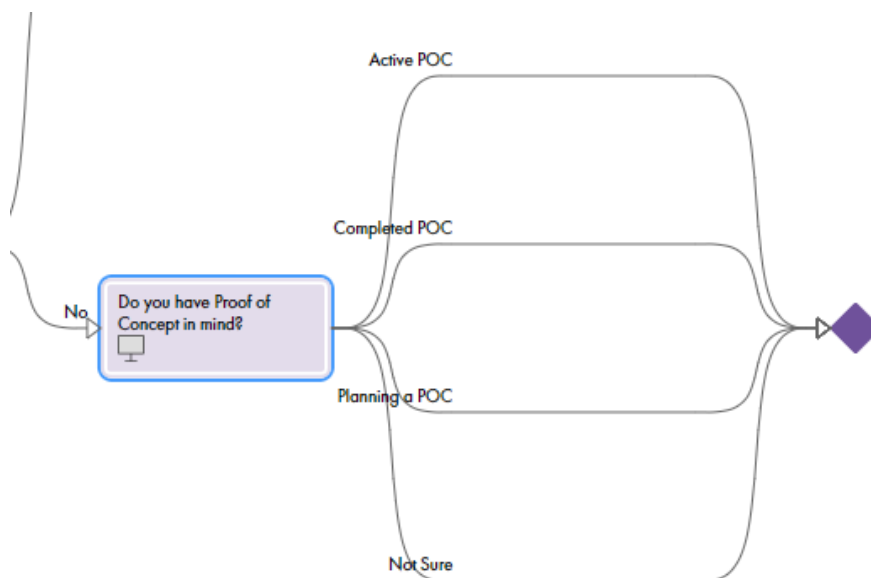 Active POC
Completed POC
No
Do you have Proof of
Concept in mind?
Planning a POC
Not Sure